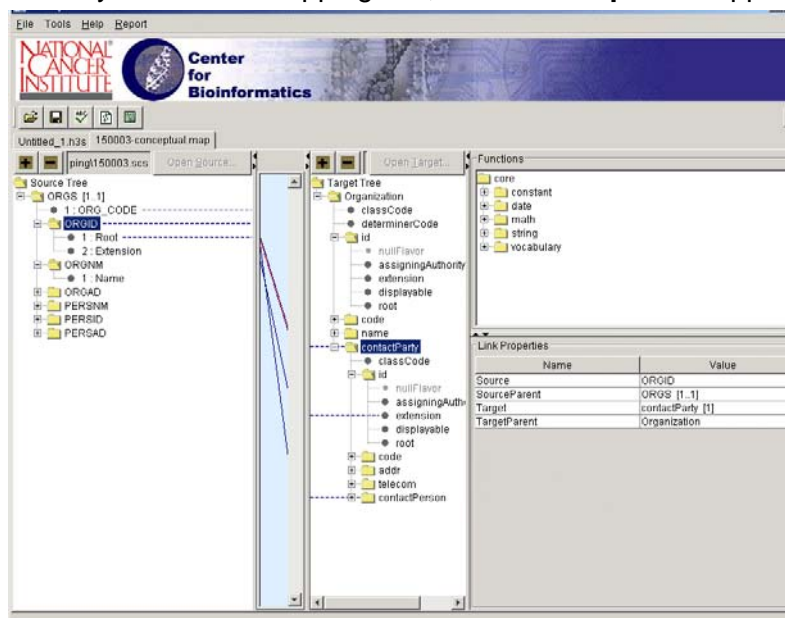 File Tools Help Report
NATIONAL
CANCER
INSTITUTE
Center
for
Bioinformatics
Untitled_1.h3s 150003-conceptual map
ping\150003.scs Open Source...
Source Tree
ORGS [1..1]
1 : ORG_CODE
ORGID
1 : Root
2 : Extension
ORGNM
1 : Name
ORGAD
PERSNM
PERSID
PERSAD
Open Target...
Target Tree
Organization
classCode
determinerCode
id
nullFlavor
assigningAuthority
extension
displayable
root
code
name
contactParty
classCode
id
nullFlavor
assigningAuth
extension
displayable
root
code
addr
telecom
contactPerson
Functions
core
constant
date
math
string
vocabulary
Link Properties
Name Value
Source ORGID
SourceParent ORGS [1..1]
Target contactParty [1]
TargetParent Organization